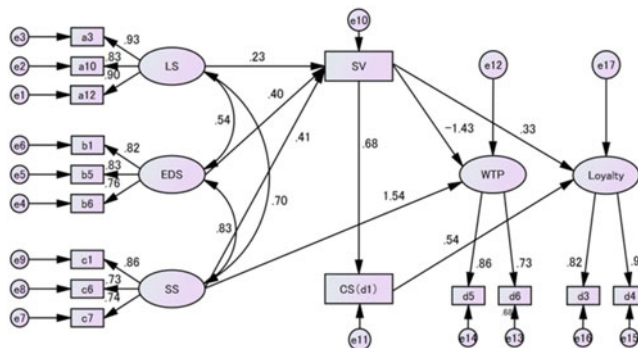 e10
e3
a3
.93
e2
a10
.83
LS
.23
SV
e12
e17
e1
a12
.90
.40
.54
.41
-1.43
.33
e6
b1
.82
.68
e5
b5
.83
EDS
WTP
Loyalty
e4
b6
.76
.70
1.54
.83
.54
e9
c1
.86
.86
.73
.82
.9
e8
c6
.73
SS
CS(d1)
d5
d6
d3
d4
e7
c7
.74
.68
e11
e14
e13
e16
e15